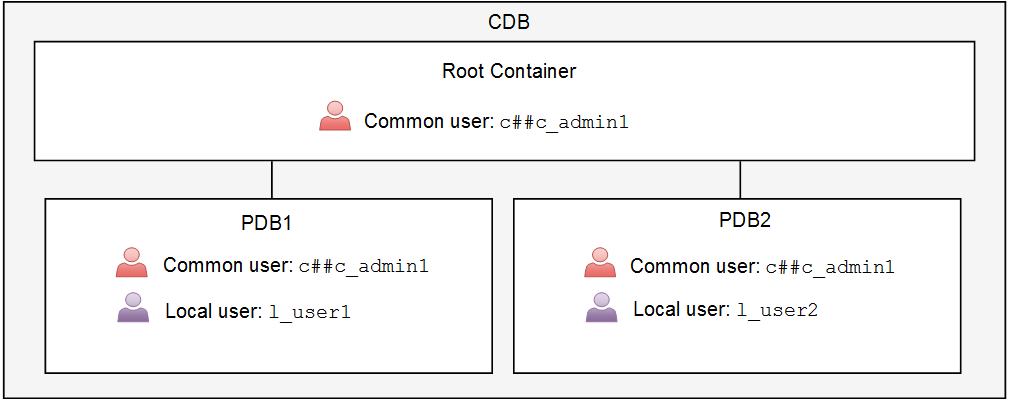 CDB
Root Container
Common user: c##c_admin1
PDB1
Common user: c##c_admin1
Local user: l_user1
PDB2
Common user: c##c_admin1
Local user: l_user2